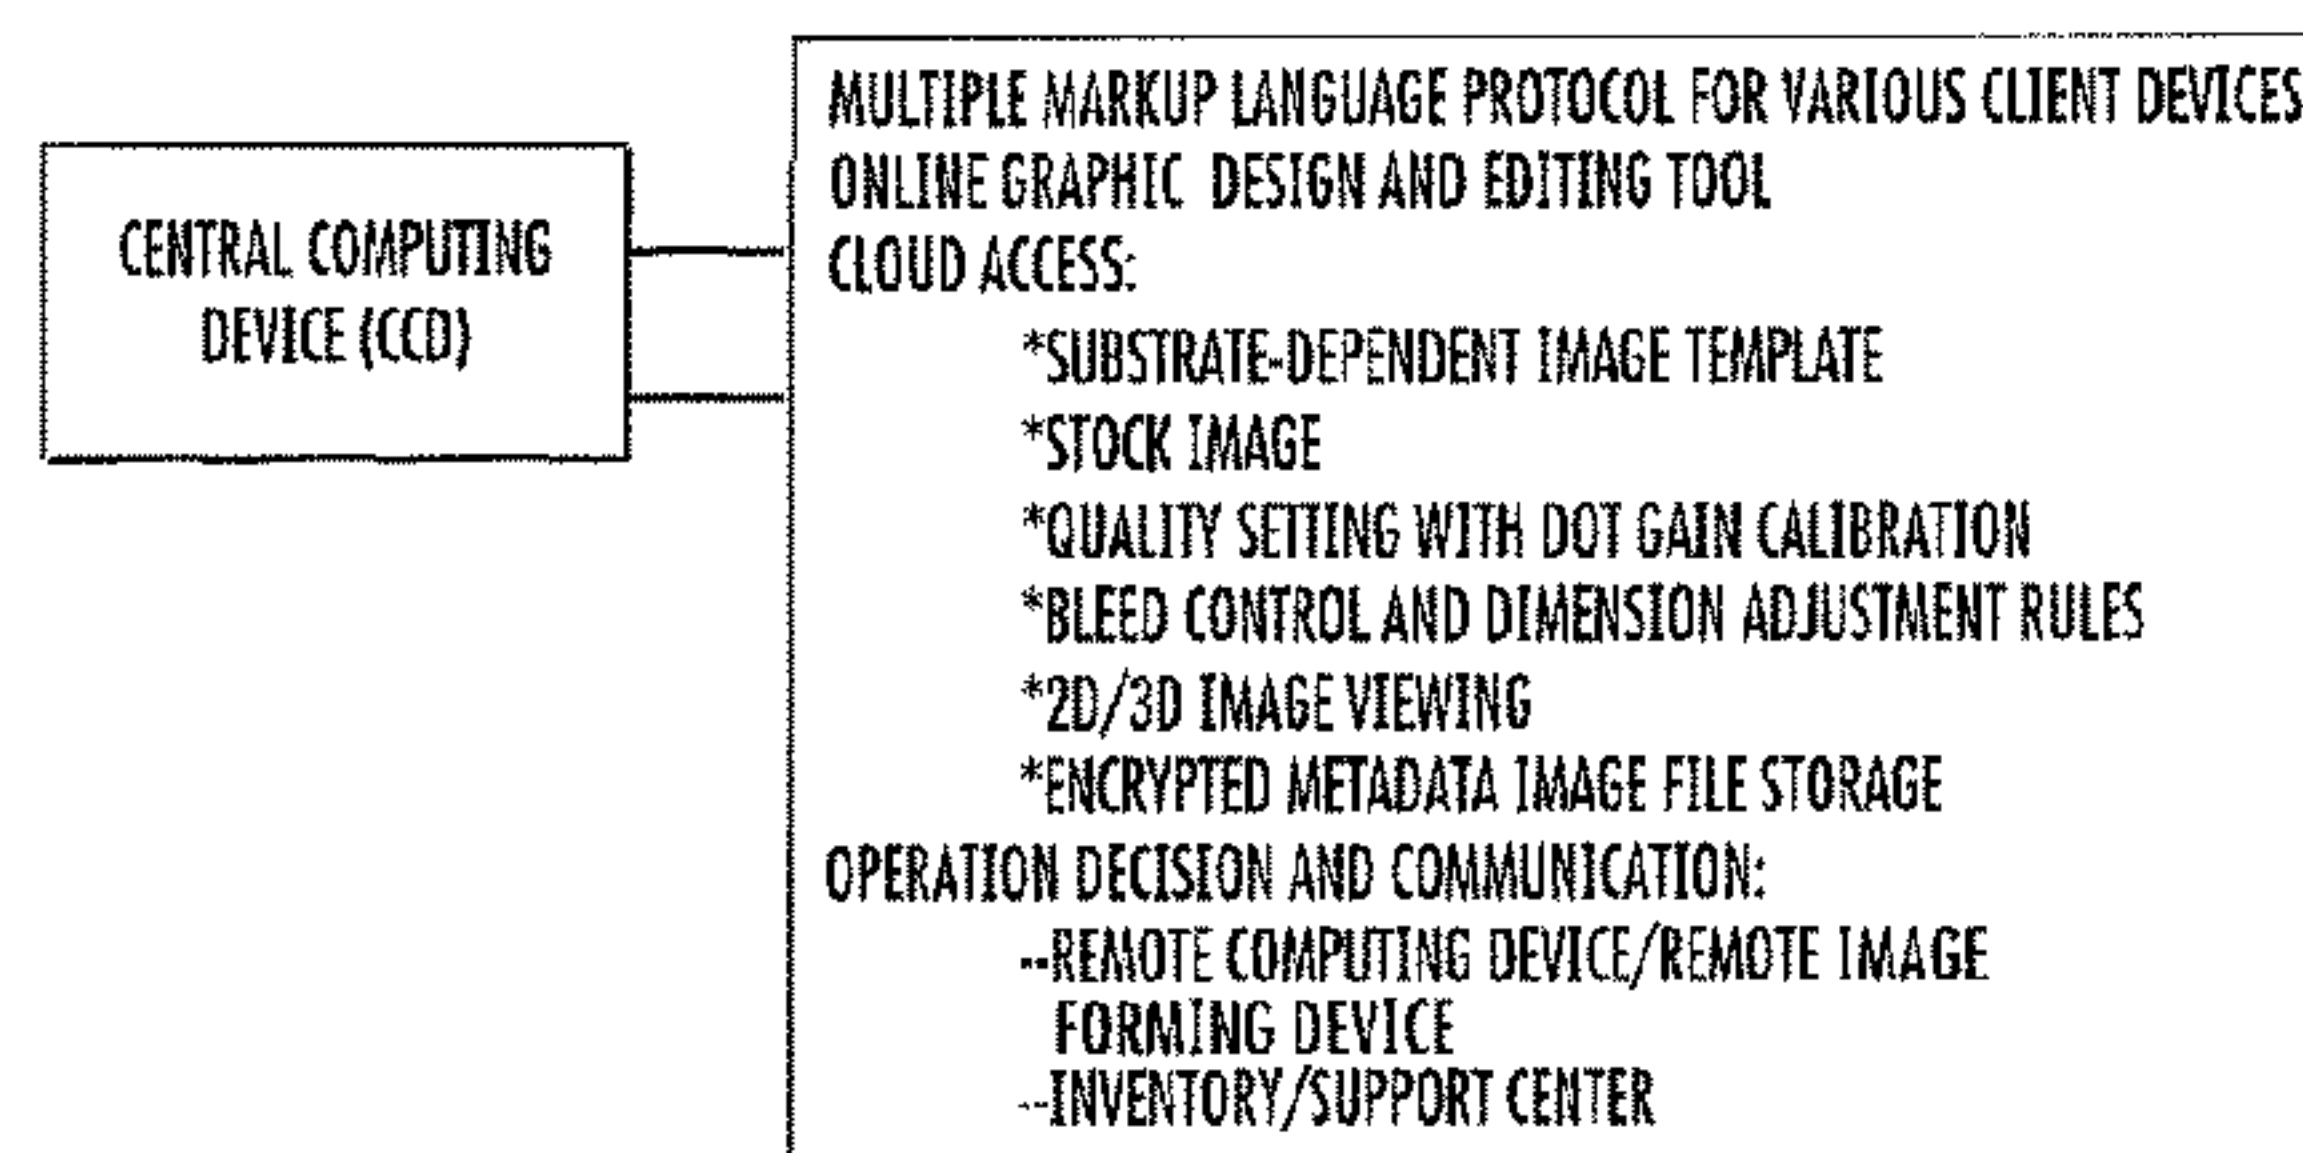 CENTRAL COMPUTING
DEVICE (CCD)
MULTIPLE MARKUP LANGUAGE PROTOCOL FOR VARIOUS CLIENT DEVICES
ONLINE GRAPHIC DESIGN AND EDITING TOOL
CLOUD ACCESS:
*SUBSTRATE-DEPENDENT IMAGE TEMPLATE
*STOCK IMAGE
*QUALITY SETTING WITH DOT GAIN CALIBRATION
*BLEED CONTROL AND DIMENSION ADJUSTMENT RULES
*2D/3D IMAGE VIEWING
*ENCRYPTED METADATA IMAGE FILE STORAGE
OPERATION DECISION AND COMMUNICATION:
--REMOTE COMPUTING DEVICE/REMOTE IMAGE
FORMING DEVICE
--INVENTORY/SUPPORT CENTER